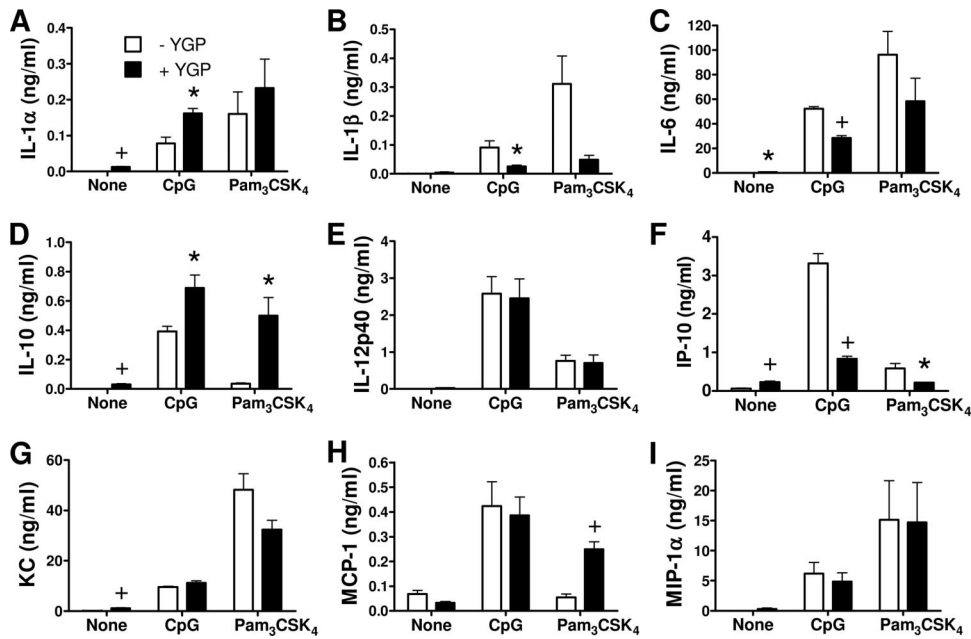 A
IL-1α (ng/ml)
0.4
0.3
0.2
0.1
0.0
- YGP
+ YGP
+
*
None CpG Pam₃CSK₄
B
IL-1β (ng/ml)
0.5
0.4
0.3
0.2
0.1
0.0
*
None CpG Pam₃CSK₄
C
IL-6 (ng/ml)
120
100
80
60
40
20
0
*
+
None CpG Pam₃CSK₄
D
IL-10 (ng/ml)
1.0
0.8
0.6
0.4
0.2
0.0
+
*
*
None CpG Pam₃CSK₄
E
IL-12p40 (ng/ml)
4
3
2
1
0
None CpG Pam₃CSK₄
F
IP-10 (ng/ml)
4
3
2
1
0
+
+
*
None CpG Pam₃CSK₄
G
KC (ng/ml)
60
40
20
0
+
None CpG Pam₃CSK₄
H
MCP-1 (ng/ml)
0.6
0.5
0.4
0.3
0.2
0.1
0.0
+
None CpG Pam₃CSK₄
I
MIP-1α (ng/ml)
25
20
15
10
5
0
None CpG Pam₃CSK₄